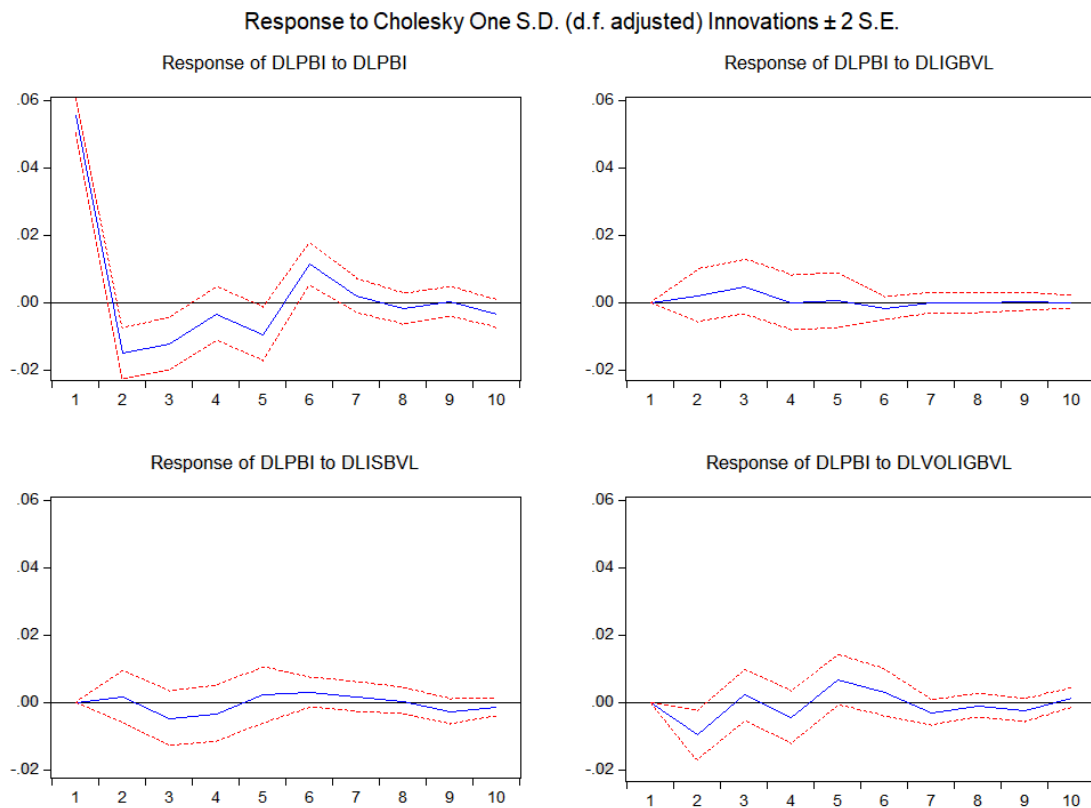 Response to Cholesky One S.D. (d.f. adjusted) Innovations ± 2 S.E.
Response of DLPBI to DLPBI
.06
.04
.02
.00
-.02
1 2 3 4 5 6 7 8 9 10
Response of DLPBI to DLIGBVL
.06
.04
.02
.00
-.02
1 2 3 4 5 6 7 8 9 10
Response of DLPBI to DLISBVL
.06
.04
.02
.00
-.02
1 2 3 4 5 6 7 8 9 10
Response of DLPBI to DLVOLIGBVL
.06
.04
.02
.00
-.02
1 2 3 4 5 6 7 8 9 10